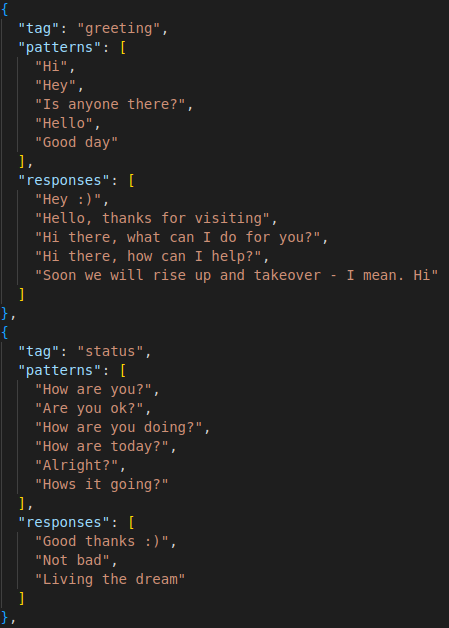 {
"tag": "greeting",
"patterns": [
"Hi",
"Hey",
"Is anyone there?",
"Hello",
"Good day"
],
"responses": [
"Hey :)",
"Hello, thanks for visiting",
"Hi there, what can I do for you?",
"Hi there, how can I help?",
"Soon we will rise up and takeover - I mean. Hi"
]
},
{
"tag": "status",
"patterns": [
"How are you?",
"Are you ok?",
"How are you doing?",
"How are today?",
"Alright?",
"Hows it going?"
],
"responses": [
"Good thanks :)",
"Not bad",
"Living the dream"
]
},